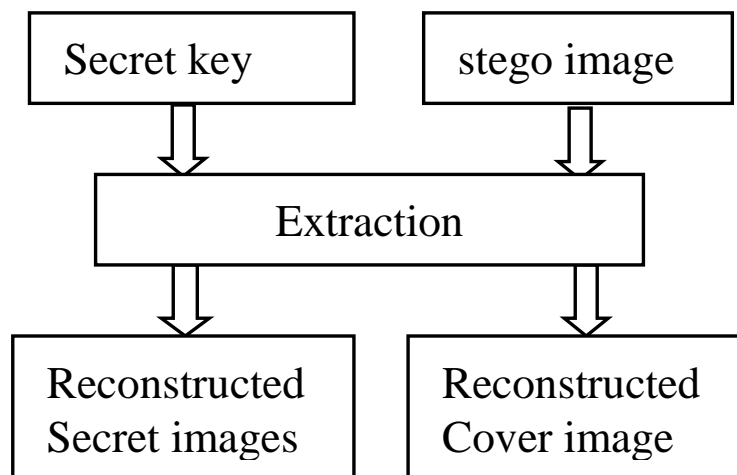 Secret key
stego image
Extraction
Reconstructed
Secret images
Reconstructed
Cover image